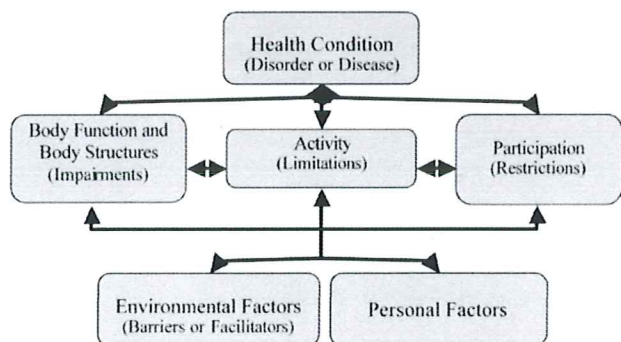 Health Condition
(Disorder or Disease)
Body Function and
Body Structures
(Impairments)
Activity
(Limitations)
Participation
(Restrictions)
Environmental Factors
(Barriers or Facilitators)
Personal Factors